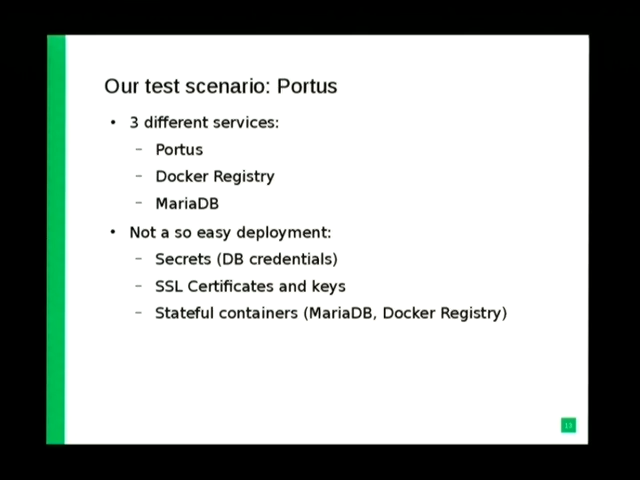 Our test scenario: Portus
• 3 different services:
– Portus
– Docker Registry
– MariaDB
• Not a so easy deployment:
– Secrets (DB credentials)
– SSL Certificates and keys
– Stateful containers (MariaDB, Docker Registry)
13